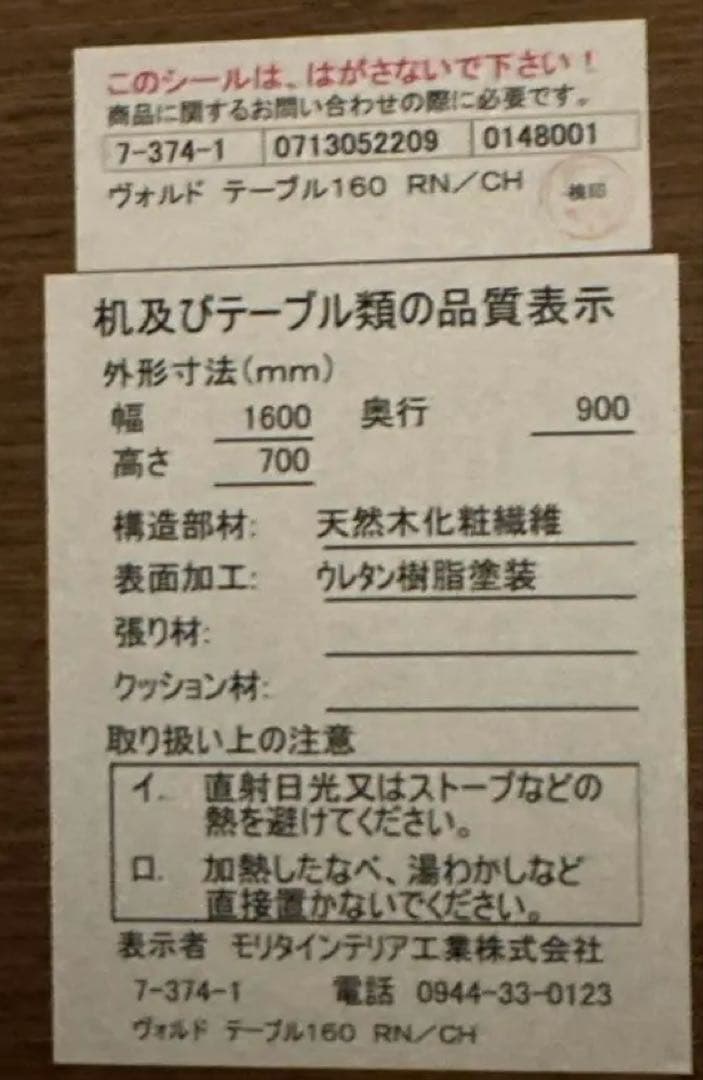 このシールは、はがさないで下さい！
商品に関するお問い合わせの際に必要です。
7-374-1 0713052209 0148001
ヴォルド テーブル160 RN／CH
検印
机及びテーブル類の品質表示
外形寸法(mm)
幅 1600 奥行 900
高さ 700
構造部材: 天然木化粧繊維
表面加工: ウレタン樹脂塗装
張り材:
クッション材:
取り扱い上の注意
イ. 直射日光又はストーブなどの
熱を避けてください。
ロ. 加熱したなべ、湯わかしなど
直接置かないでください。
表示者 モリタインテリア工業株式会社
7-374-1 電話 0944-33-0123
ヴォルド テーブル160 RN／CH